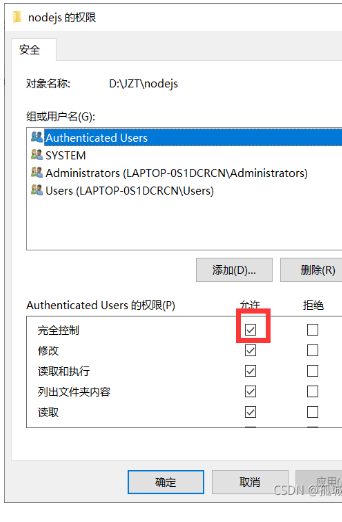 nodejs 的权限
安全
对象名称: D:\JZT\nodejs
组或用户名(G):
Authenticated Users
SYSTEM
Administrators (LAPTOP-0S1DCRCN\Administrators)
Users (LAPTOP-0S1DCRCN\Users)
添加(D)... 删除(R)
Authenticated Users 的权限(P) 允许 拒绝
完全控制
修改
读取和执行
列出文件夹内容
读取
确定 取消 应用(
CSDN @孤城